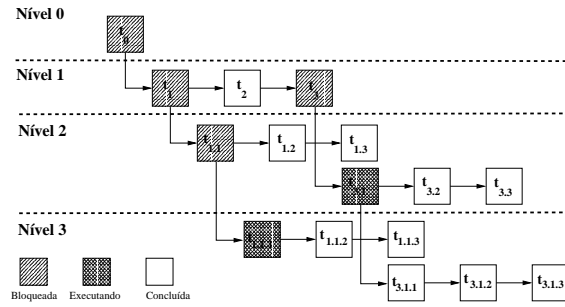 Nível 0
t0
Nível 1
t1 t2 t3
Nível 2
t1.1 t1.2 t1.3
t3.2 t3.3
Nível 3
t1.1.1 t1.1.2 t1.1.3
t3.1.1 t3.1.2 t3.1.3
Bloqueada Executando Concluída